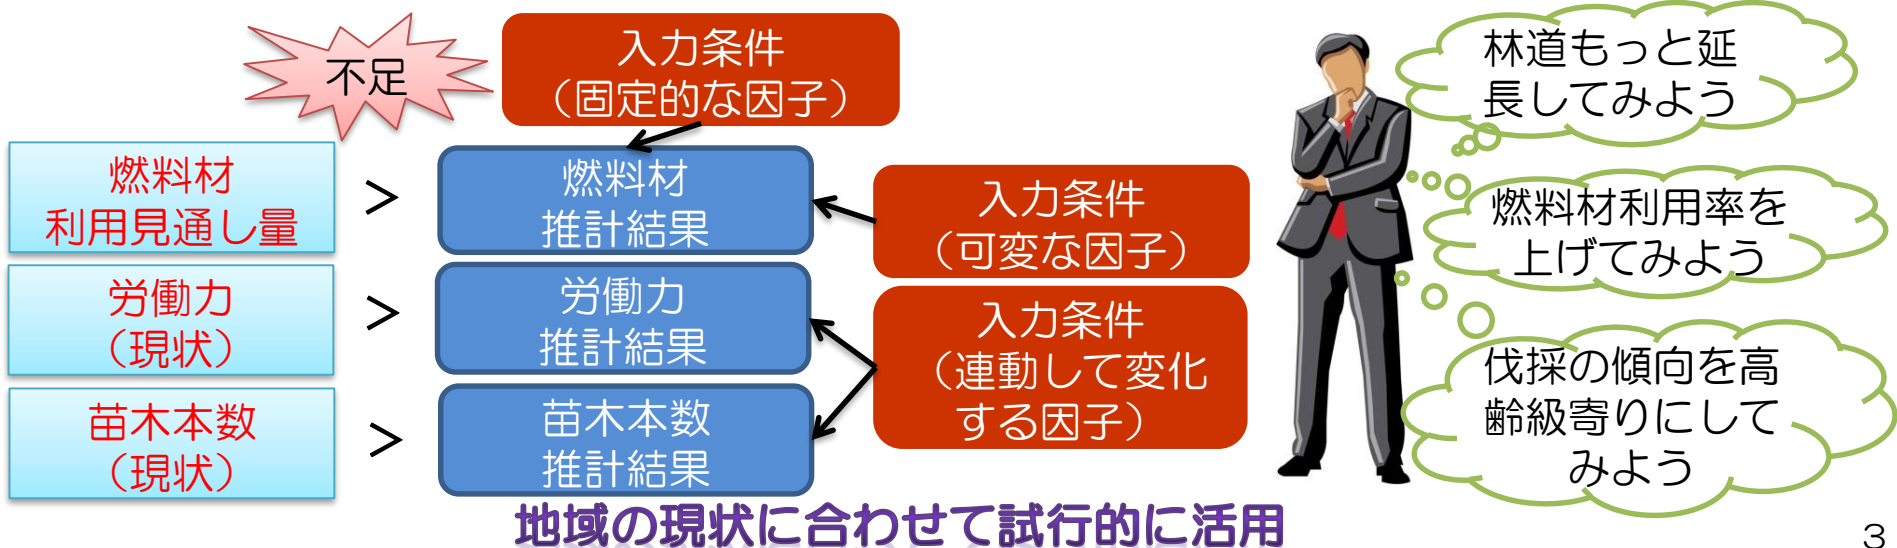 不足
入力条件
（固定的な因子）
燃料材
利用見通し量
＞
燃料材
推計結果
入力条件
（可変な因子）
労働力
（現状）
＞
労働力
推計結果
入力条件
（連動して変化
する因子）
苗木本数
（現状）
＞
苗木本数
推計結果
林道もっと延
長してみよう
燃料材利用率を
上げてみよう
伐採の傾向を高
齢級寄りにして
みよう
地域の現状に合わせて試行的に活用
3